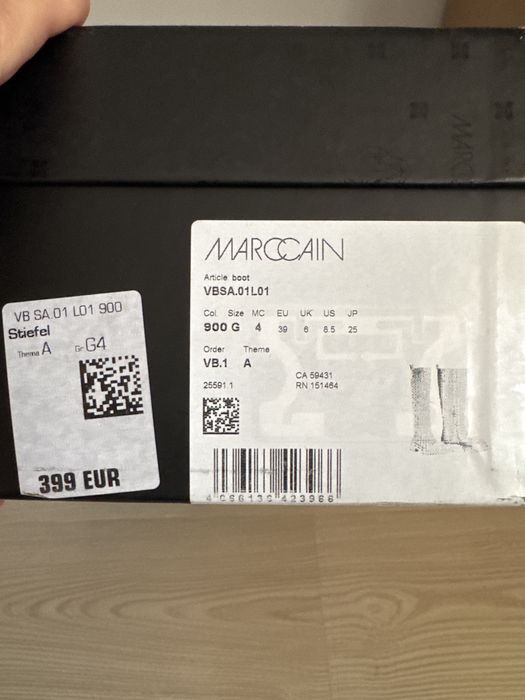 VB SA.01 L01 900
Stiefel
Thema A Gr. G4
399 EUR
MARCCAIN
Article boot
VBSA.01L01
Col. Size MC EU UK US JP
900 G 4 39 6 8.5 25
Order Theme
VB.1 A
25591.1
CA 59431
RN 151464